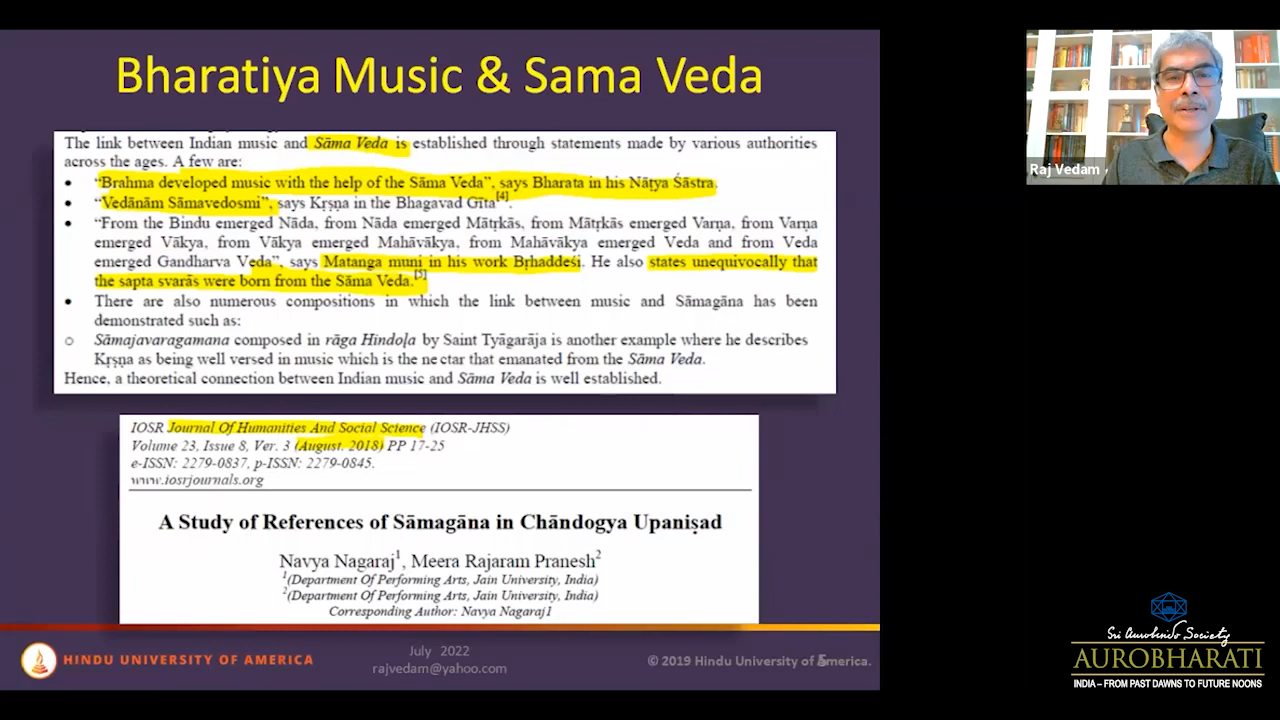 Bharatiya Music & Sama Veda
The link between Indian music and Sāma Veda is established through statements made by various authorities
across the ages. A few are:
• “Brahma developed music with the help of the Sāma Veda”, says Bharata in his Nāṭya Śāstra.
• “Vedānām Sāmavedosmi”, says Kṛṣṇa in the Bhagavad Gīta[4].
• “From the Bindu emerged Nāda, from Nāda emerged Mātṛkās, from Mātṛkās emerged Varṇa, from Varṇa
emerged Vākya, from Vākya emerged Mahāvākya, from Mahāvākya emerged Veda and from Veda
emerged Gandharva Veda”, says Matanga muni in his work Bṛhaddeśi. He also states unequivocally that
the sapta svarās were born from the Sāma Veda.[5]
• There are also numerous compositions in which the link between music and Sāmagāna has been
demonstrated such as:
o Sāmajavaragamana composed in rāga Hindoḷa by Saint Tyāgarāja is another example where he describes
Kṛṣṇa as being well versed in music which is the nectar that emanated from the Sāma Veda.
Hence, a theoretical connection between Indian music and Sāma Veda is well established.
IOSR Journal Of Humanities And Social Science (IOSR-JHSS)
Volume 23, Issue 8, Ver. 3 (August. 2018) PP 17-25
e-ISSN: 2279-0837, p-ISSN: 2279-0845.
www.iosrjournals.org
A Study of References of Sāmagāna in Chāndogya Upaniṣad
Navya Nagaraj1, Meera Rajaram Pranesh2
1(Department Of Performing Arts, Jain University, India)
2(Department Of Performing Arts, Jain University, India)
Corresponding Author: Navya Nagaraj1
HINDU UNIVERSITY OF AMERICA
July 2022
rajvedam@yahoo.com
© 2019 Hindu University of America.
5
Raj Vedam
Sri Aurobindo Society
AUROBHARATI
INDIA – FROM PAST DAWNS TO FUTURE NOONS